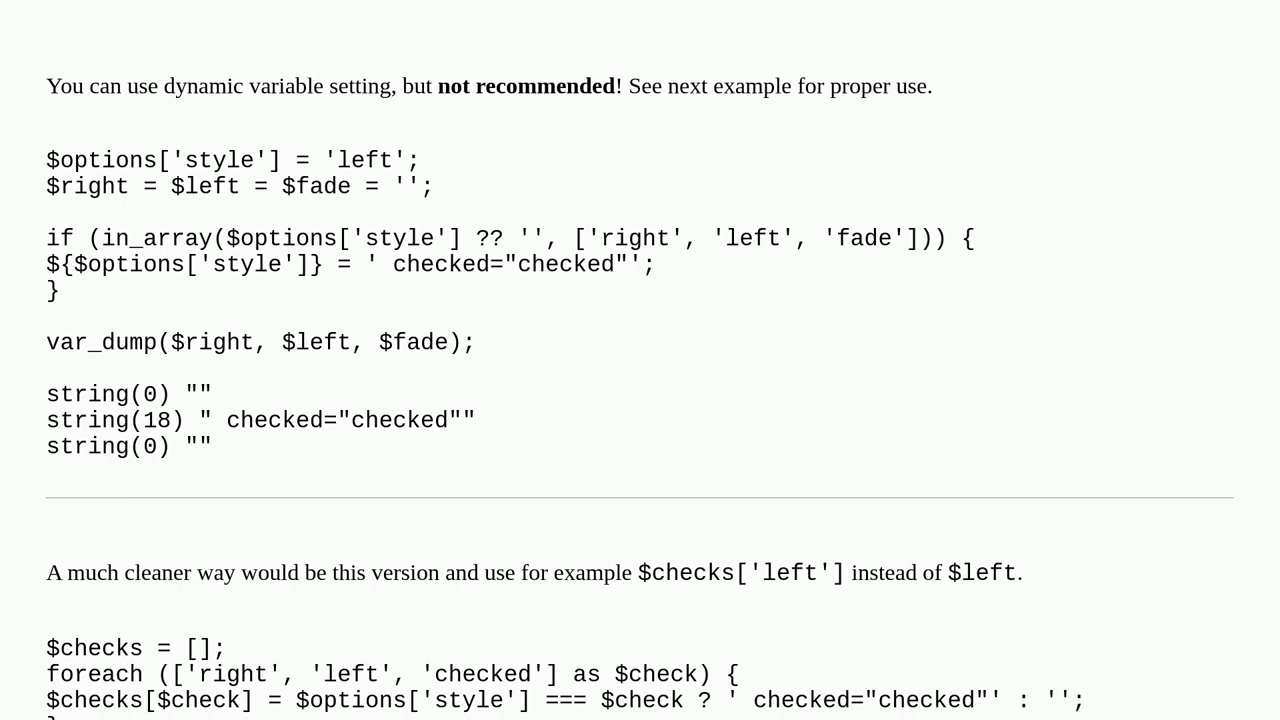 You can use dynamic variable setting, but not recommended! See next example for proper use.
$options['style'] = 'left';
$right = $left = $fade = '';
if (in_array($options['style'] ?? '', ['right', 'left', 'fade'])) {
${$options['style']} = ' checked="checked"';
}
var_dump($right, $left, $fade);
string(0) ""
string(18) " checked="checked""
string(0) ""
A much cleaner way would be this version and use for example $checks['left'] instead of $left.
$checks = [];
foreach (['right', 'left', 'checked'] as $check) {
$checks[$check] = $options['style'] === $check ? ' checked="checked"' : '';
}